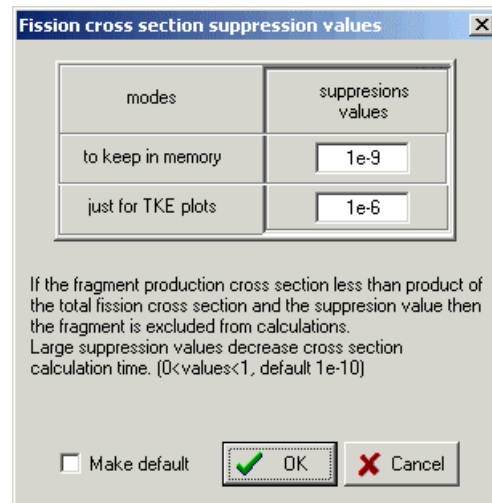 Fission cross section suppression values
modes
suppresions
values
to keep in memory
1e-9
just for TKE plots
1e-6
If the fragment production cross section less than product of
the total fission cross section and the suppresion value then
the fragment is excluded from calculations.
Large suppression values decrease cross section
calculation time. (0<values<1, default 1e-10)
Make default
OK
Cancel